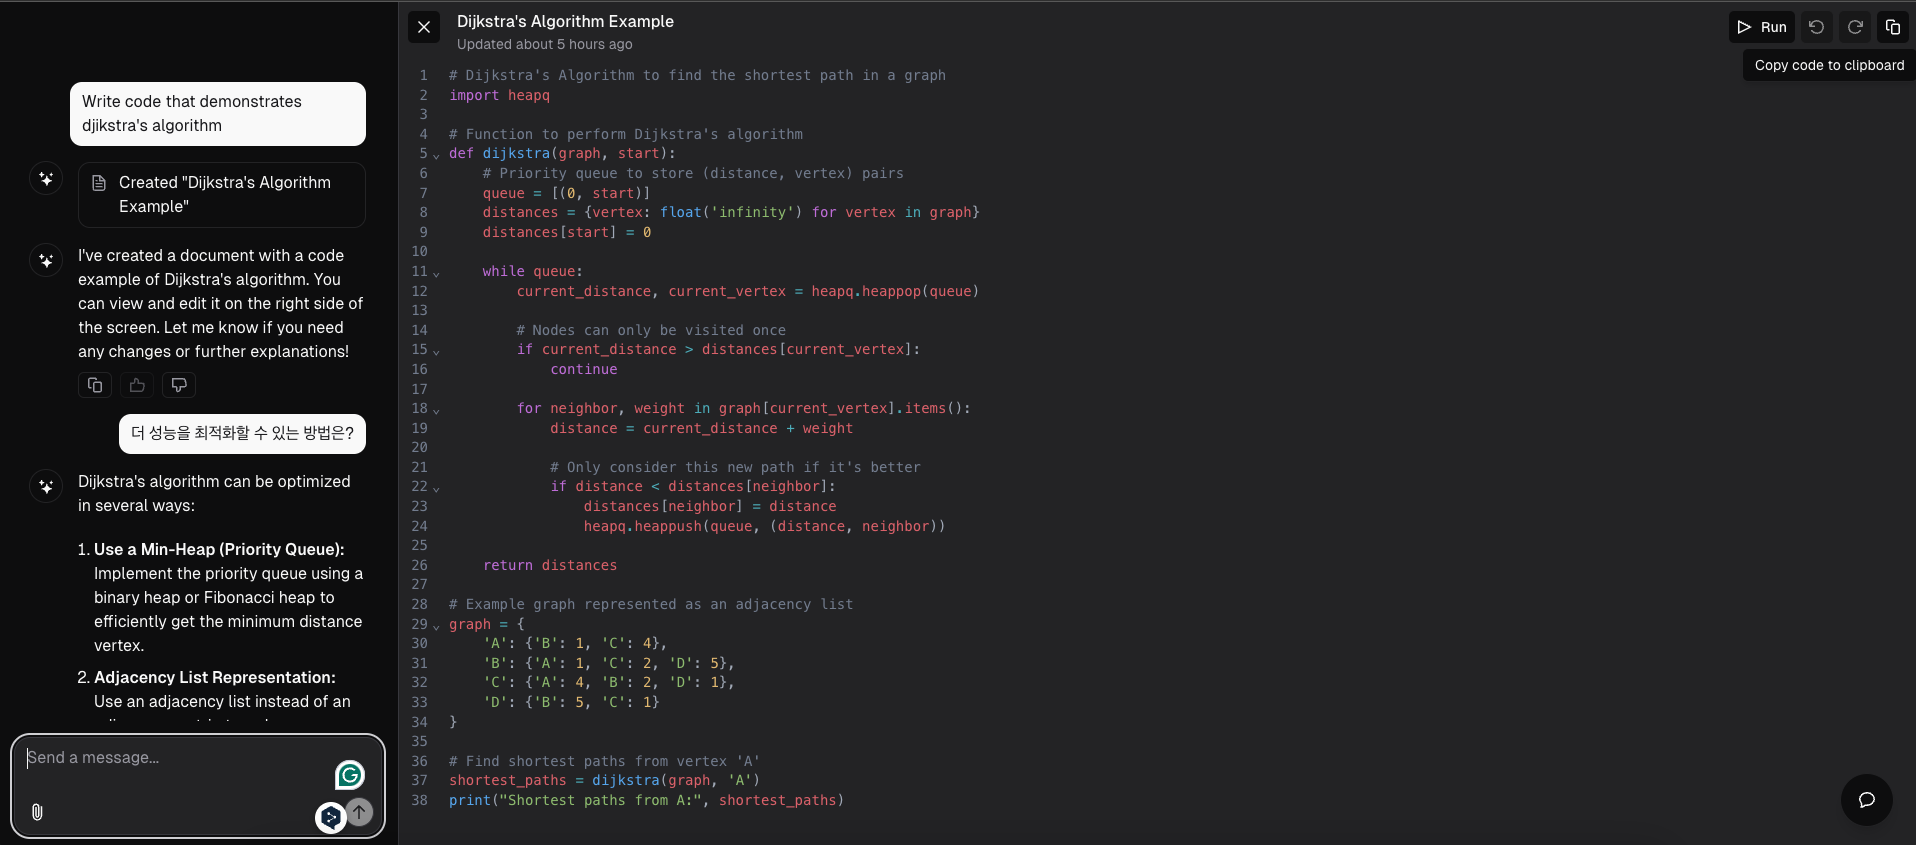 Write code that demonstrates
djikstra's algorithm
Created "Dijkstra's Algorithm
Example"
I've created a document with a code
example of Dijkstra's algorithm. You
can view and edit it on the right side of
the screen. Let me know if you need
any changes or further explanations!
더 성능을 최적화할 수 있는 방법은?
Dijkstra's algorithm can be optimized
in several ways:
1. Use a Min-Heap (Priority Queue):
Implement the priority queue using a
binary heap or Fibonacci heap to
efficiently get the minimum distance
vertex.
2. Adjacency List Representation:
Use an adjacency list instead of an
Send a message...
Dijkstra's Algorithm Example
Updated about 5 hours ago
Run
Copy code to clipboard
1 # Dijkstra's Algorithm to find the shortest path in a graph
2 import heapq
3
4 # Function to perform Dijkstra's algorithm
5 def dijkstra(graph, start):
6     # Priority queue to store (distance, vertex) pairs
7     queue = [(0, start)]
8     distances = {vertex: float('infinity') for vertex in graph}
9     distances[start] = 0
10
11     while queue:
12         current_distance, current_vertex = heapq.heappop(queue)
13
14         # Nodes can only be visited once
15         if current_distance > distances[current_vertex]:
16             continue
17
18         for neighbor, weight in graph[current_vertex].items():
19             distance = current_distance + weight
20
21             # Only consider this new path if it's better
22             if distance < distances[neighbor]:
23                 distances[neighbor] = distance
24                 heapq.heappush(queue, (distance, neighbor))
25
26     return distances
27
28 # Example graph represented as an adjacency list
29 graph = {
30     'A': {'B': 1, 'C': 4},
31     'B': {'A': 1, 'C': 2, 'D': 5},
32     'C': {'A': 4, 'B': 2, 'D': 1},
33     'D': {'B': 5, 'C': 1}
34 }
35
36 # Find shortest paths from vertex 'A'
37 shortest_paths = dijkstra(graph, 'A')
38 print("Shortest paths from A:", shortest_paths)